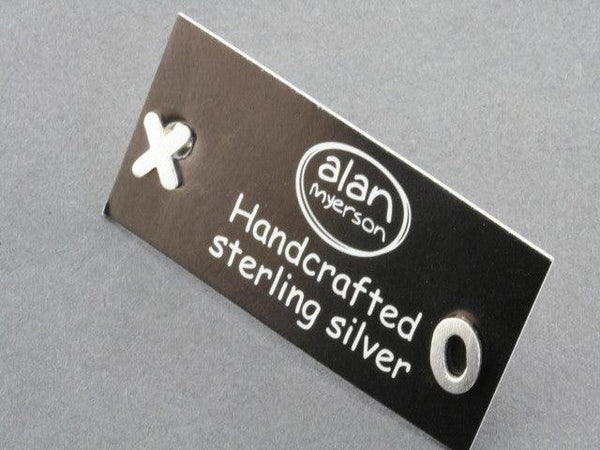 alan
myerson
Handcrafted
sterling silver